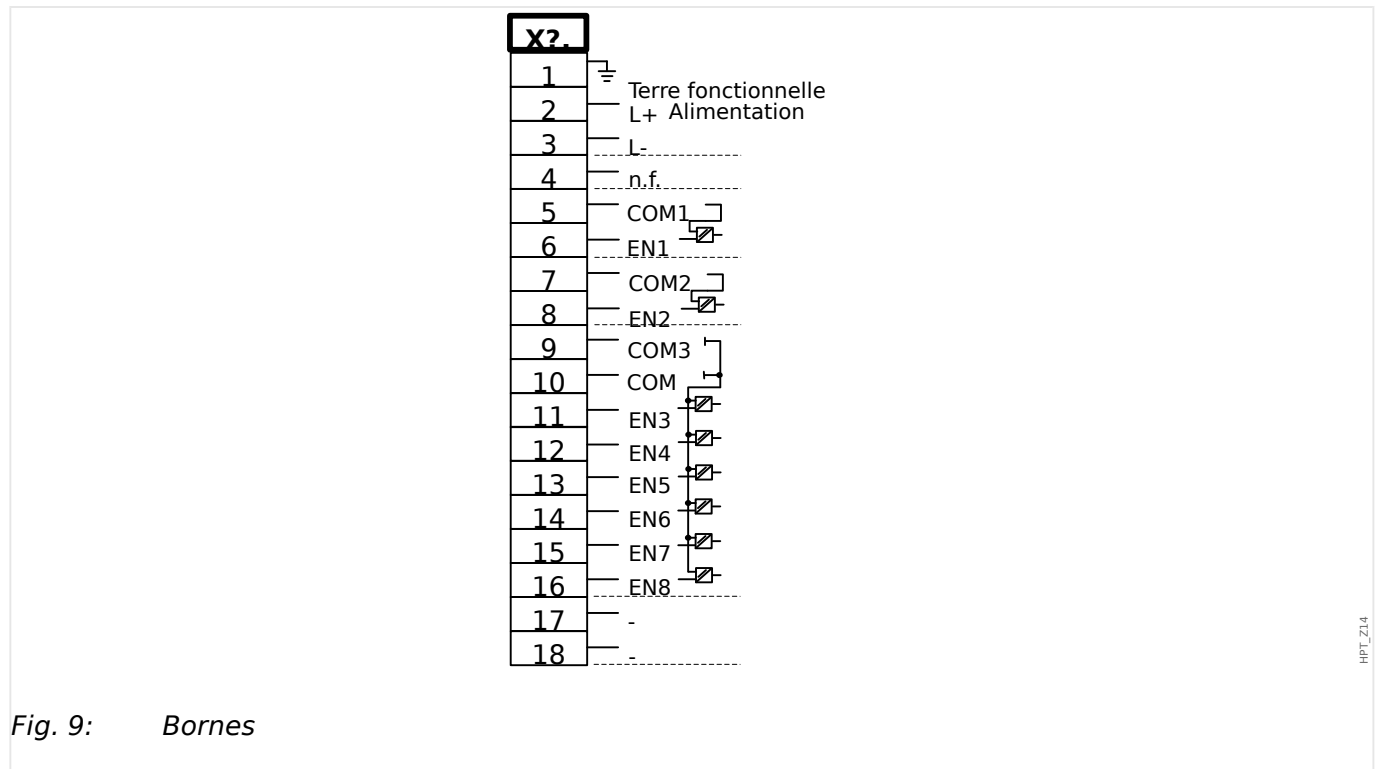 X?.
1
Terre fonctionnelle
2 L+ Alimentation
3 L-
4 n.f.
5 COM1
6 EN1
7 COM2
8 EN2
9 COM3
10 COM
11 EN3
12 EN4
13 EN5
14 EN6
15 EN7
16 EN8
17 -
18 -
HPT_Z14
Fig. 9: Bornes